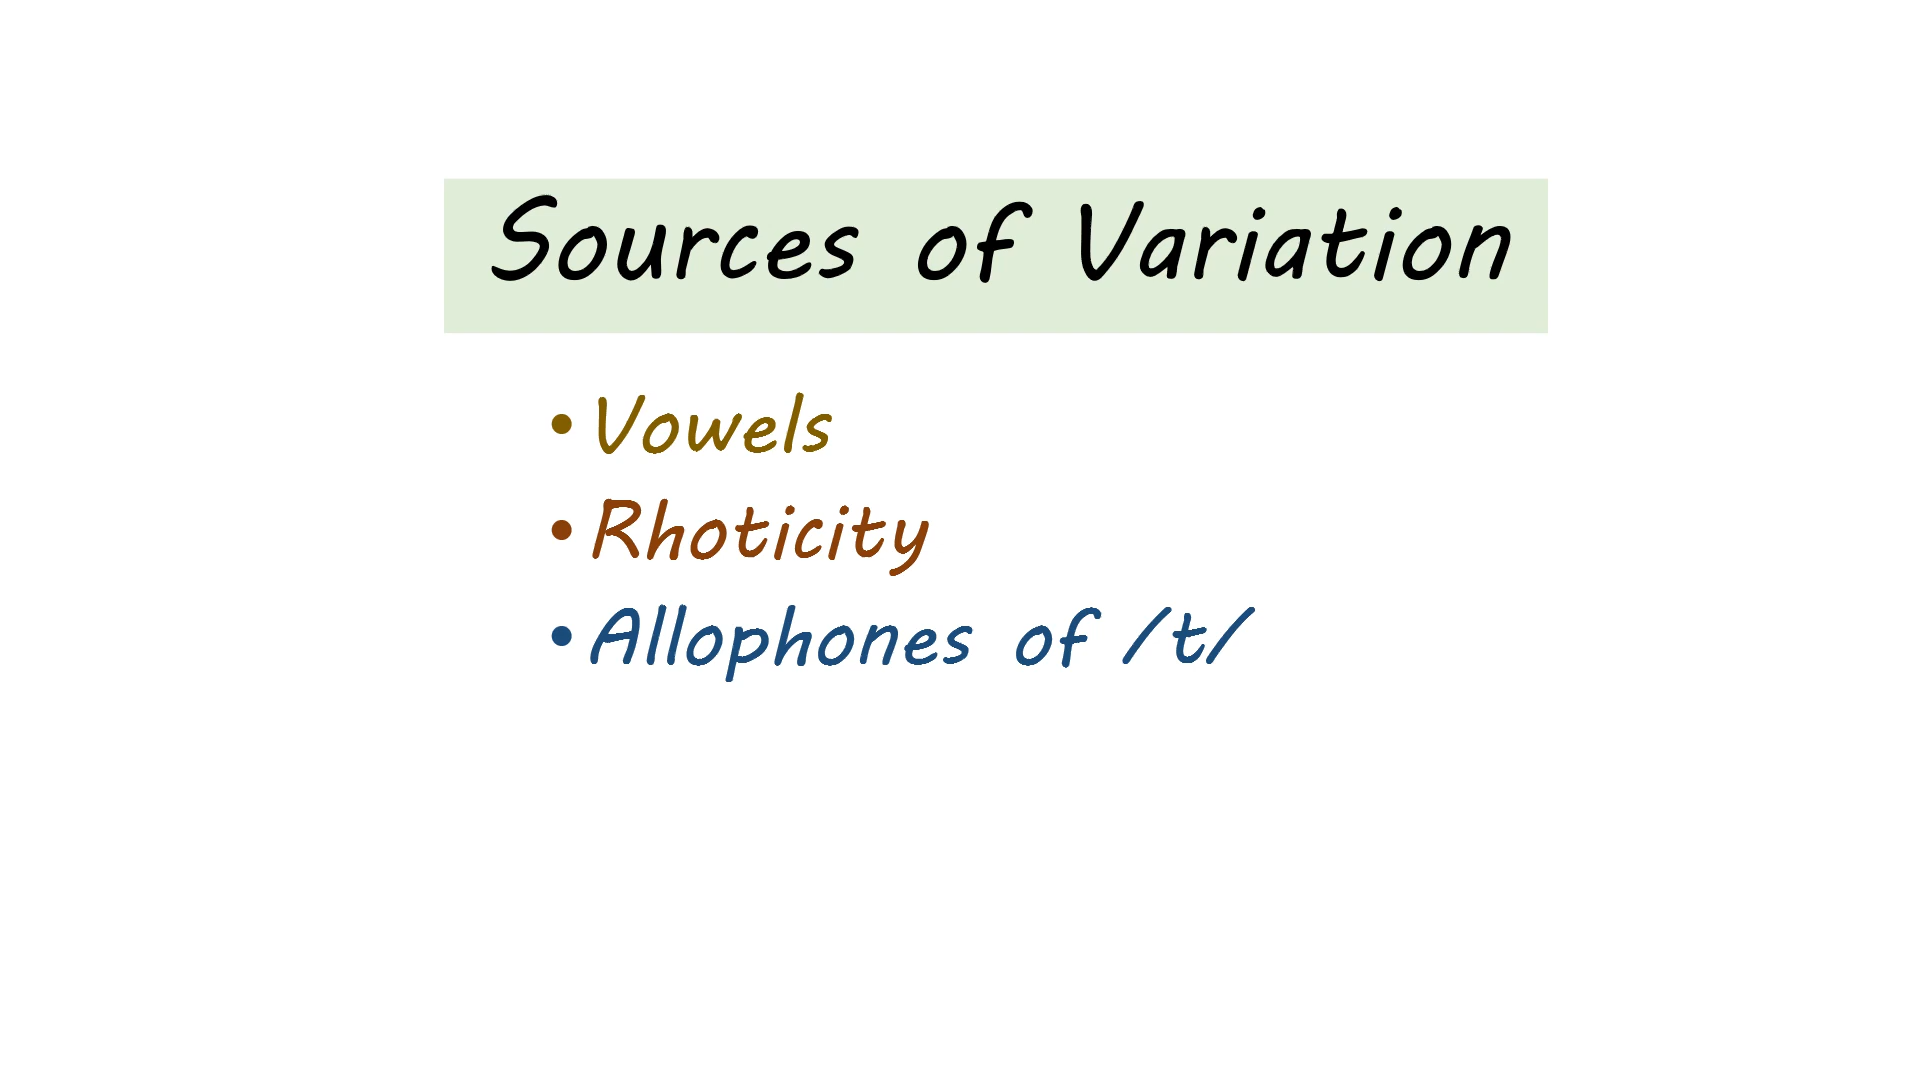 Sources of Variation
• Vowels
• Rhoticity
• Allophones of /t/